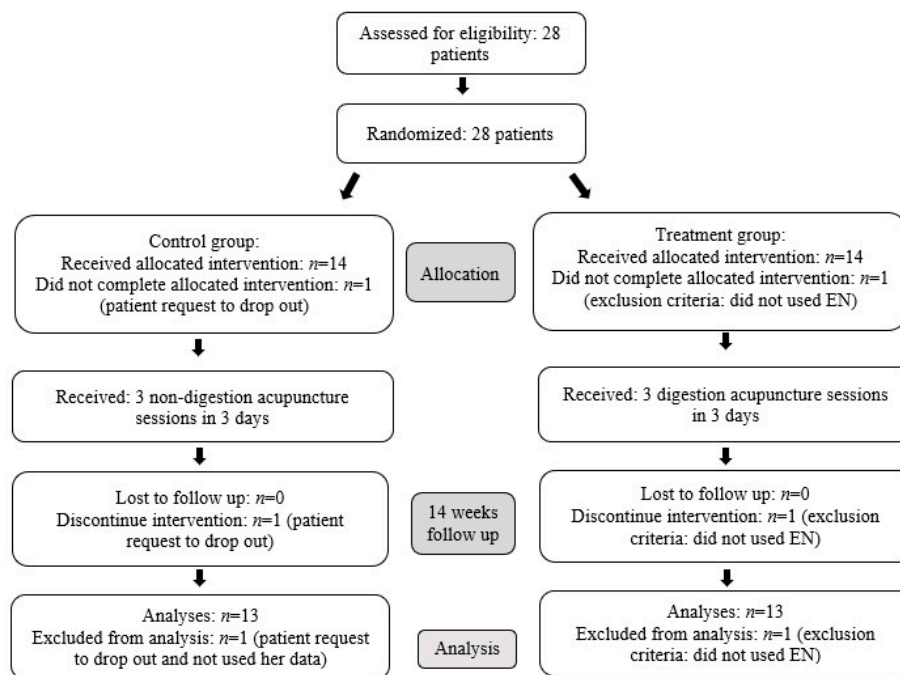 Assessed for eligibility: 28
patients
Randomized: 28 patients
Control group:
Received allocated intervention: n=14
Did not complete allocated intervention: n=1
(patient request to drop out)
Allocation
Treatment group:
Received allocated intervention: n=14
Did not complete allocated intervention: n=1
(exclusion criteria: did not used EN)
Received: 3 non-digestion acupuncture
sessions in 3 days
Received: 3 digestion acupuncture sessions
in 3 days
Lost to follow up: n=0
Discontinue intervention: n=1 (patient
request to drop out)
14 weeks
follow up
Lost to follow up: n=0
Discontinue intervention: n=1 (exclusion
criteria: did not used EN)
Analyses: n=13
Excluded from analysis: n=1 (patient request
to drop out and not used her data)
Analysis
Analyses: n=13
Excluded from analysis: n=1 (exclusion
criteria: did not used EN)